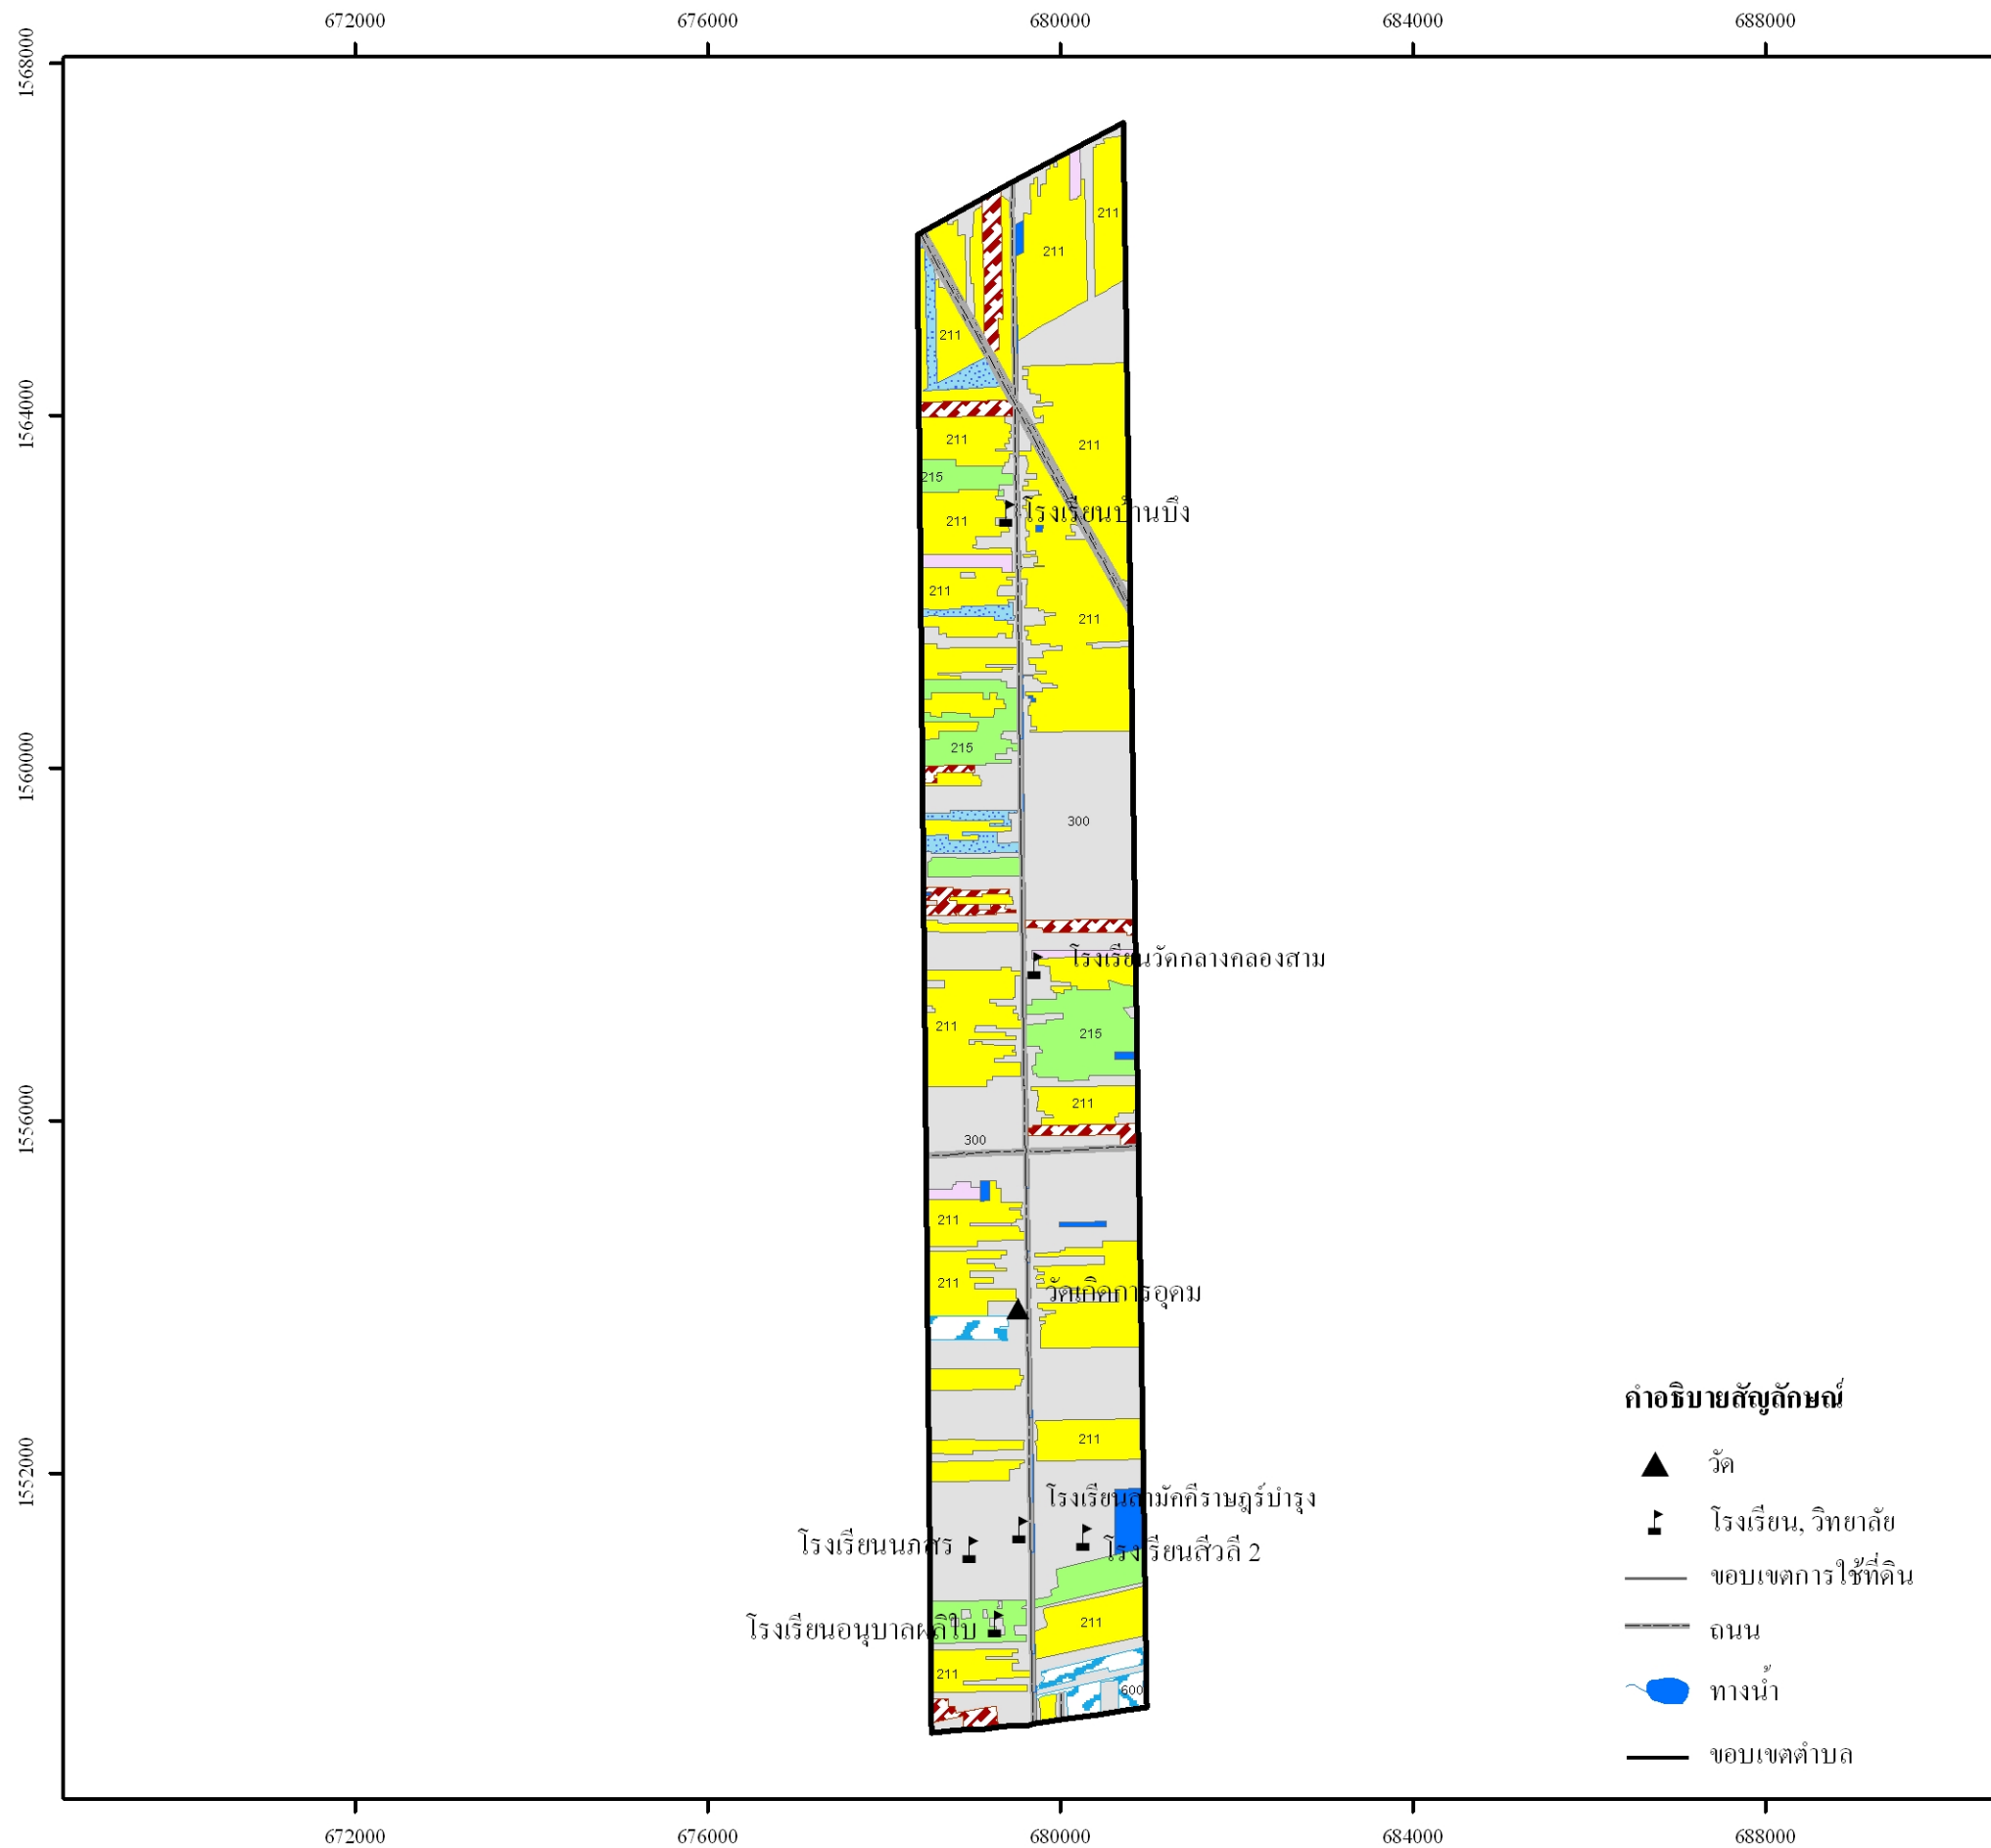 672000 676000 680000 684000 688000
1568000
211
211
211
1564000
211
211
215
211
โรงเรียนบ้านบึง
211
211
215
1560000
300
โรงเรียนวัดกลางคลองสาม
211
215
211
1556000
300
211
211
วัดเกิดการอุดม
คำอธิบายสัญลักษณ์
211
วัด
1552000
โรงเรียนสามัคคีราษฎร์บำรุง
โรงเรียน, วิทยาลัย
โรงเรียนนภสร
โรงเรียนสีวลี 2
ขอบเขตการใช้ที่ดิน
211
โรงเรียนอนุบาลผลิใบ
ถนน
211
600
ทางน้ำ
ขอบเขตตำบล
672000 676000 680000 684000 688000